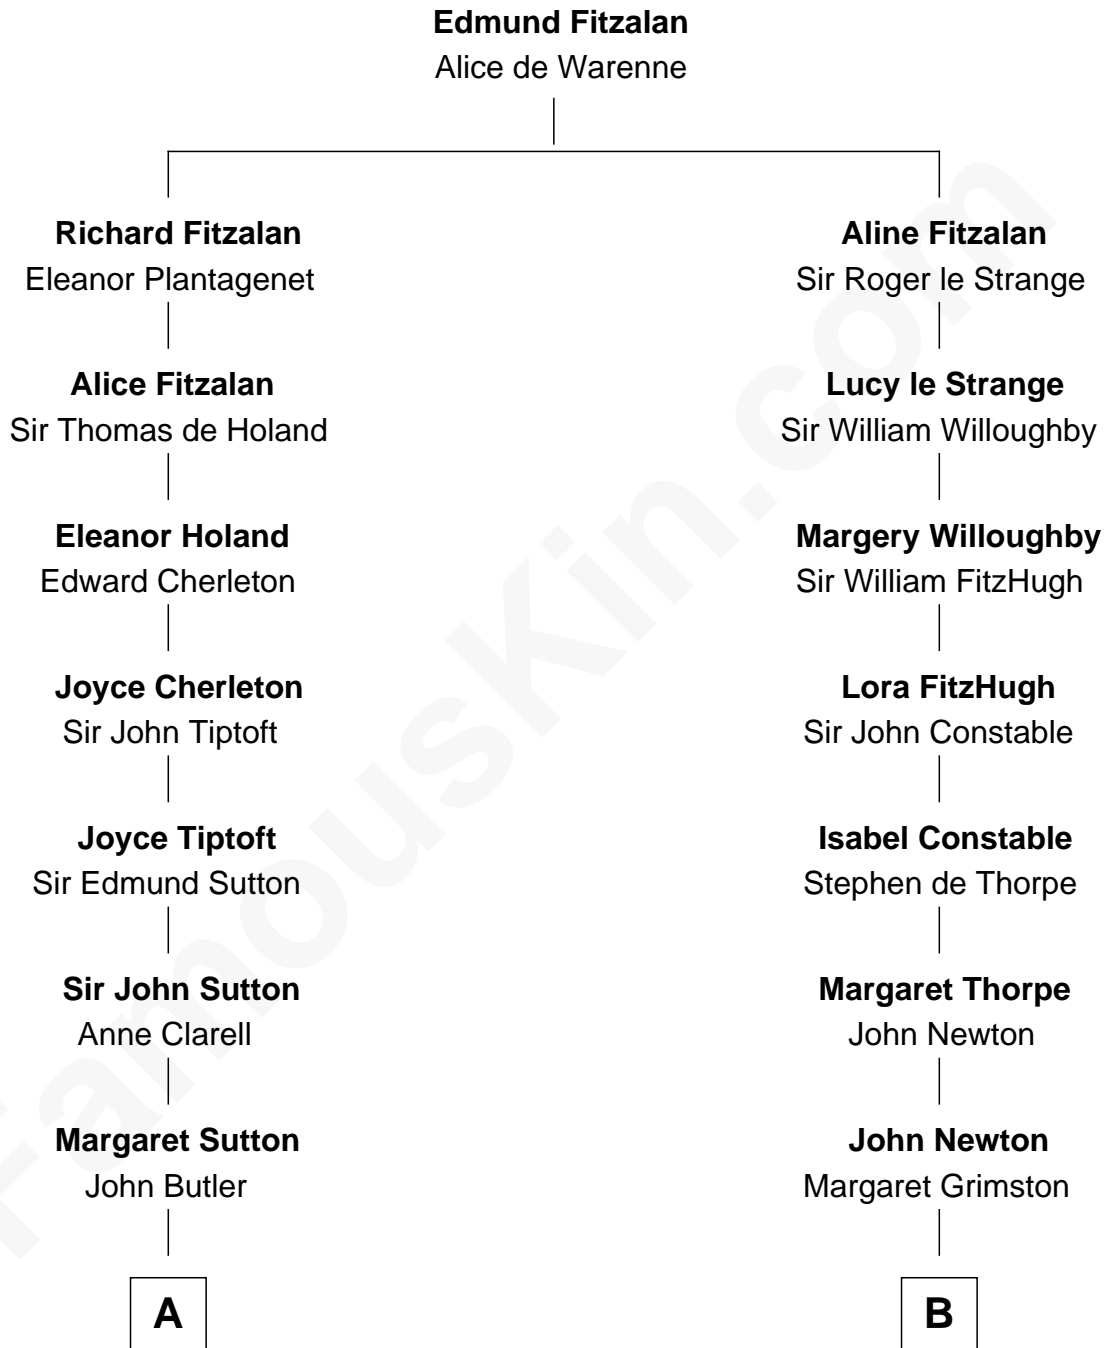 Edmund Fitzalan
Alice de Warenne
Richard Fitzalan
Eleanor Plantagenet
Aline Fitzalan
Sir Roger le Strange
Alice Fitzalan
Sir Thomas de Holand
Lucy le Strange
Sir William Willoughby
Eleanor Holand
Edward Cherleton
Margery Willoughby
Sir William FitzHugh
Joyce Cherleton
Sir John Tiptoft
Lora FitzHugh
Sir John Constable
Joyce Tiptoft
Sir Edmund Sutton
Isabel Constable
Stephen de Thorpe
Sir John Sutton
Anne Clarell
Margaret Thorpe
John Newton
Margaret Sutton
John Butler
John Newton
Margaret Grimston
A
B
FamousKin.com